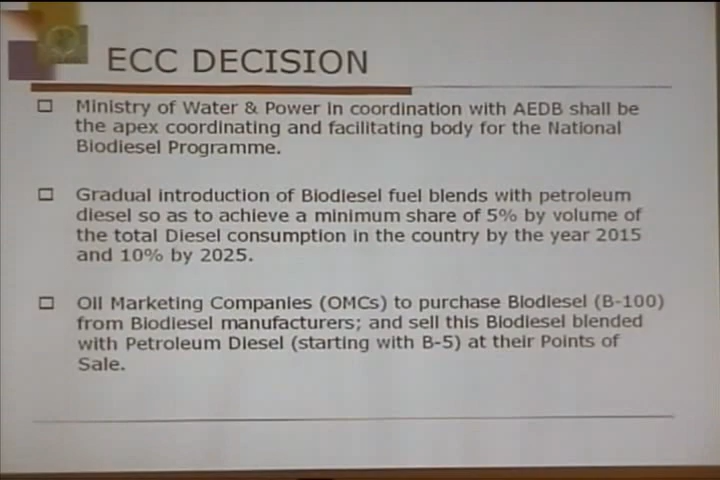 ECC DECISION
Ministry of Water & Power in coordination with AEDB shall be
the apex coordinating and facilitating body for the National
Biodiesel Programme.
Gradual introduction of Biodiesel fuel blends with petroleum
diesel so as to achieve a minimum share of 5% by volume of
the total Diesel consumption in the country by the year 2015
and 10% by 2025.
Oil Marketing Companies (OMCs) to purchase Biodiesel (B-100)
from Biodiesel manufacturers; and sell this Biodiesel blended
with Petroleum Diesel (starting with B-5) at their Points of
Sale.